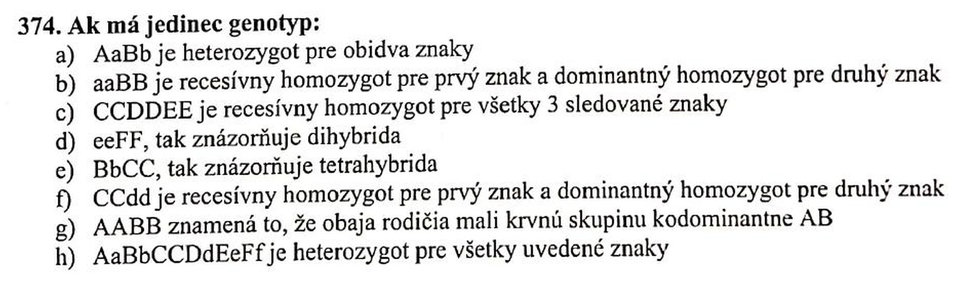 374. Ak má jedinec genotyp:
a) AaBb je heterozygot pre obidva znaky
b) aaBB je recesívny homozygot pre prvý znak a dominantný homozygot pre druhý znak
c) CCDDEE je recesívny homozygot pre všetky 3 sledované znaky
d) eeFF, tak znázorňuje dihybrida
e) BbCC, tak znázorňuje tetrahybrida
f) CCdd je recesívny homozygot pre prvý znak a dominantný homozygot pre druhý znak
g) AABB znamená to, že obaja rodičia mali krvnú skupinu kodominantne AB
h) AaBbCCDdEeFf je heterozygot pre všetky uvedené znaky